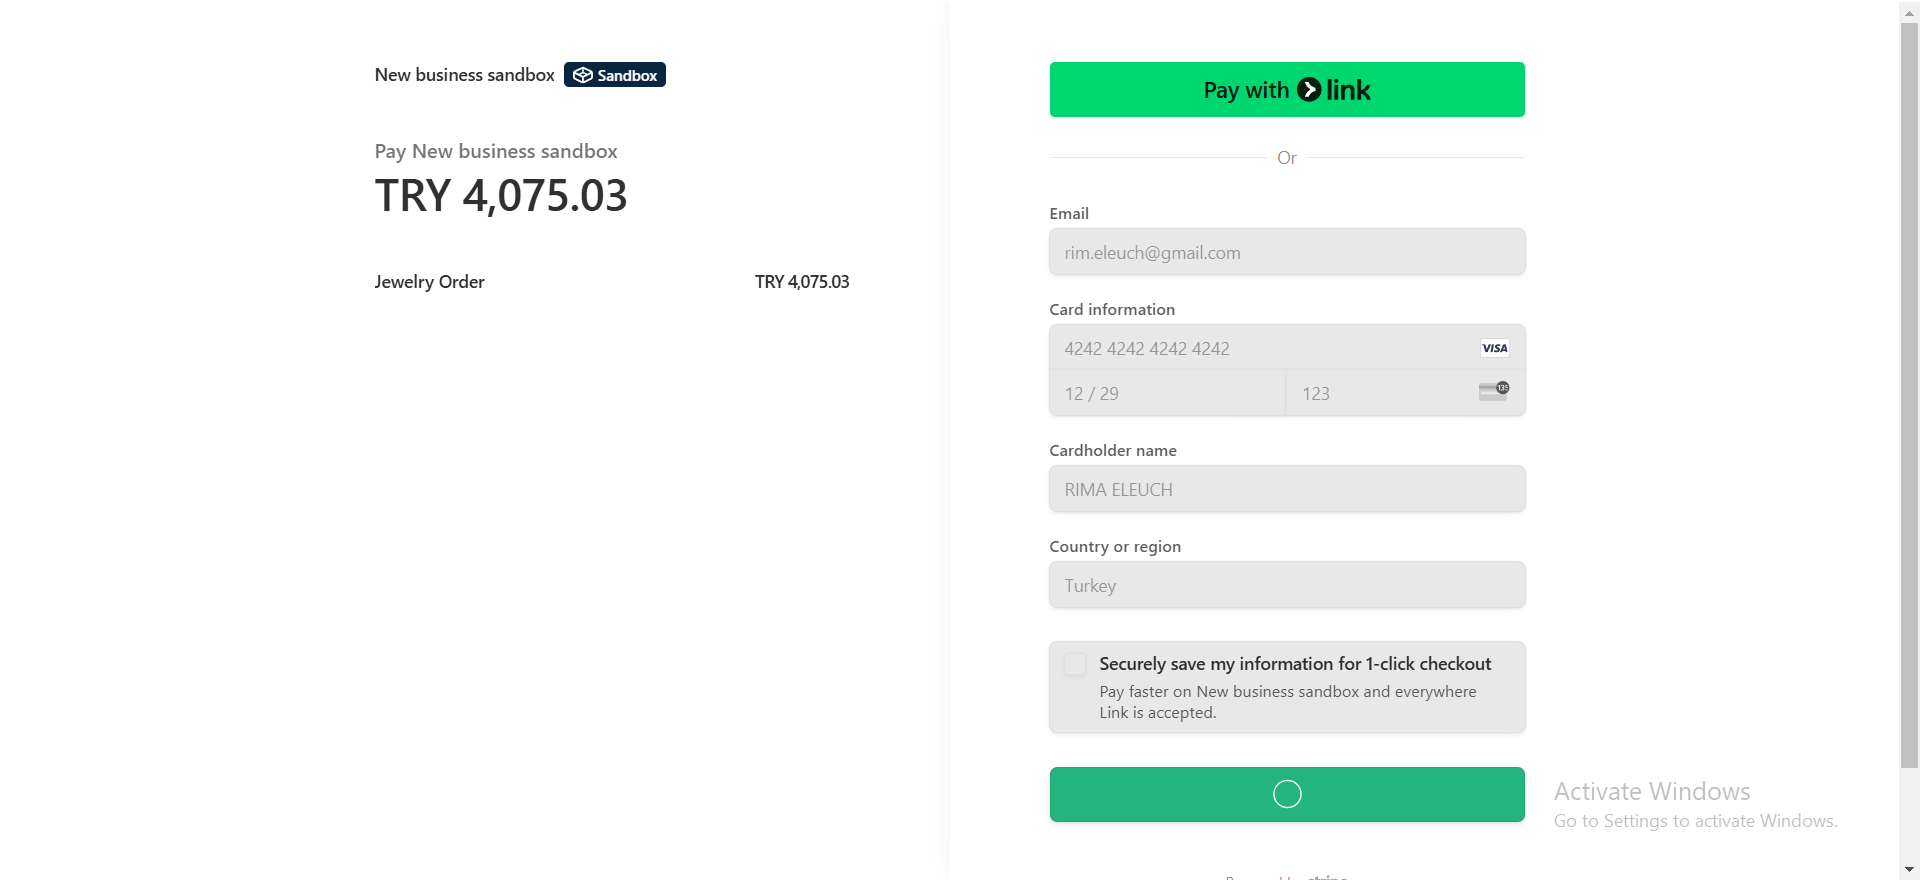 New business sandbox Sandbox
Pay New business sandbox
TRY 4,075.03
Jewelry Order TRY 4,075.03
Pay with link
Or
Email
rim.eleuch@gmail.com
Card information
4242 4242 4242 4242 VISA
12 / 29 123 135
Cardholder name
RIMA ELEUCH
Country or region
Turkey
Securely save my information for 1-click checkout
Pay faster on New business sandbox and everywhere
Link is accepted.
Activate Windows
Go to Settings to activate Windows.